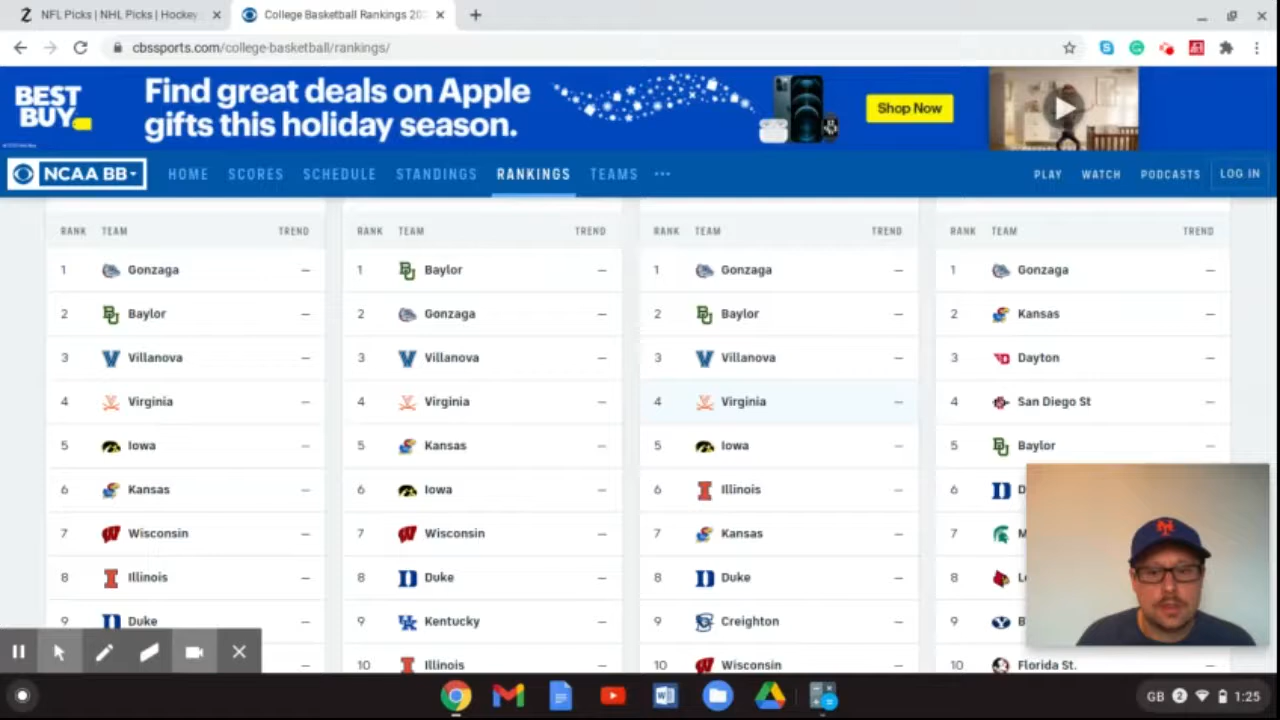 NFL Picks | NHL Picks | Hockey
College Basketball Rankings 202
cbssports.com/college-basketball/rankings/
BEST BUY
Find great deals on Apple
gifts this holiday season.
Shop Now
NCAA BB
HOME SCORES SCHEDULE STANDINGS RANKINGS TEAMS ...
PLAY WATCH PODCASTS LOG IN
RANK TEAM TREND RANK TEAM TREND RANK TEAM TREND RANK TEAM TREND
1 Gonzaga — 1 Baylor — 1 Gonzaga — 1 Gonzaga —
2 Baylor — 2 Gonzaga — 2 Baylor — 2 Kansas —
3 Villanova — 3 Villanova — 3 Villanova — 3 Dayton —
4 Virginia — 4 Virginia — 4 Virginia — 4 San Diego St —
5 Iowa — 5 Kansas — 5 Iowa — 5 Baylor —
6 Kansas — 6 Iowa — 6 Illinois — 6 D
7 Wisconsin — 7 Wisconsin — 7 Kansas — 7 M
8 Illinois — 8 Duke — 8 Duke — 8 L
9 Duke — 9 Kentucky — 9 Creighton — 9 B
— 10 Illinois — 10 Wisconsin — 10 Florida St. —
GB 2 1:25